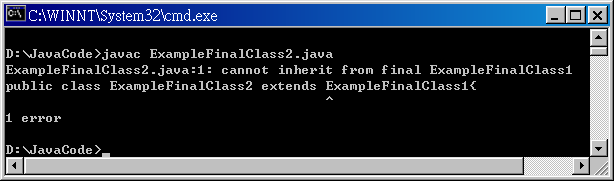 C:\WINNT\System32\cmd.exe
D:\JavaCode>javac ExampleFinalClass2.java
ExampleFinalClass2.java:1: cannot inherit from final ExampleFinalClass1
public class ExampleFinalClass2 extends ExampleFinalClass1{
^
1 error
D:\JavaCode>_